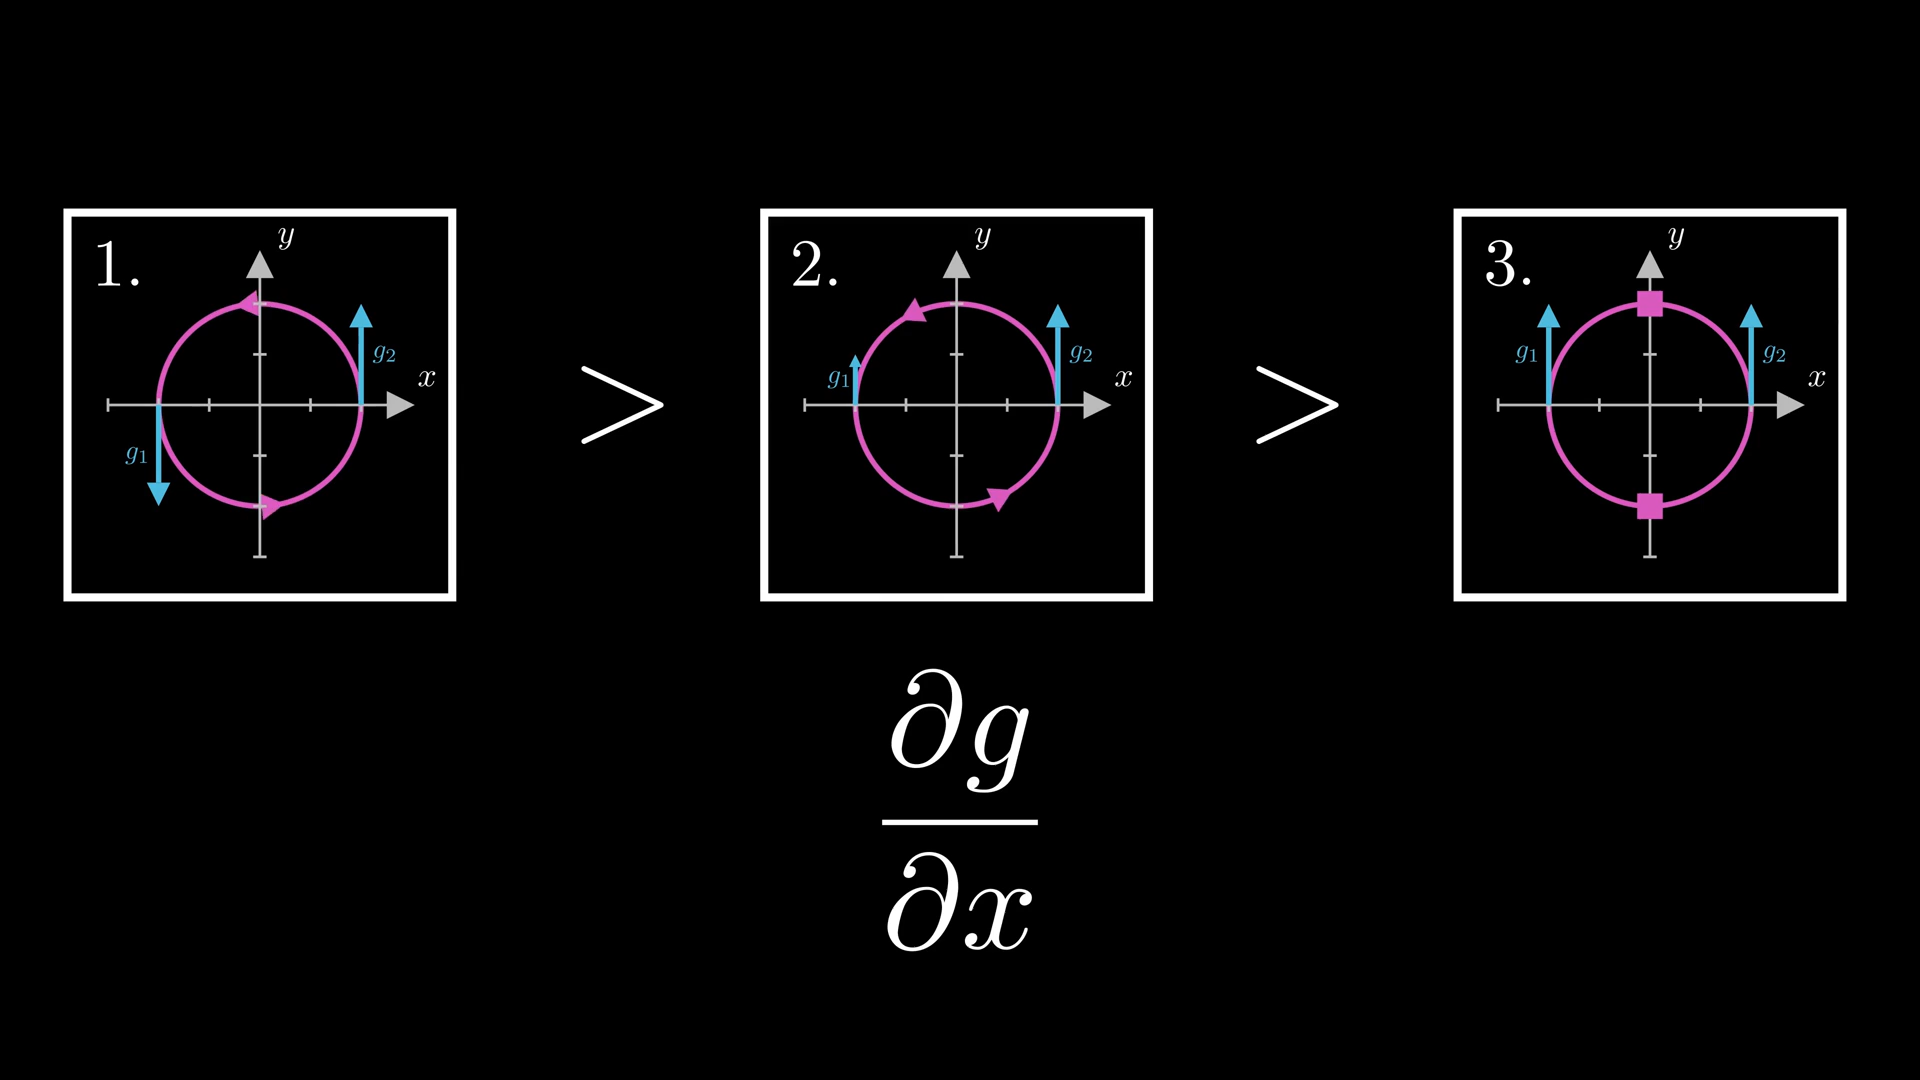 1.
y
x
g₁
g₂
>
2.
y
x
g₁
g₂
>
3.
y
x
g₁
g₂
∂g
∂x